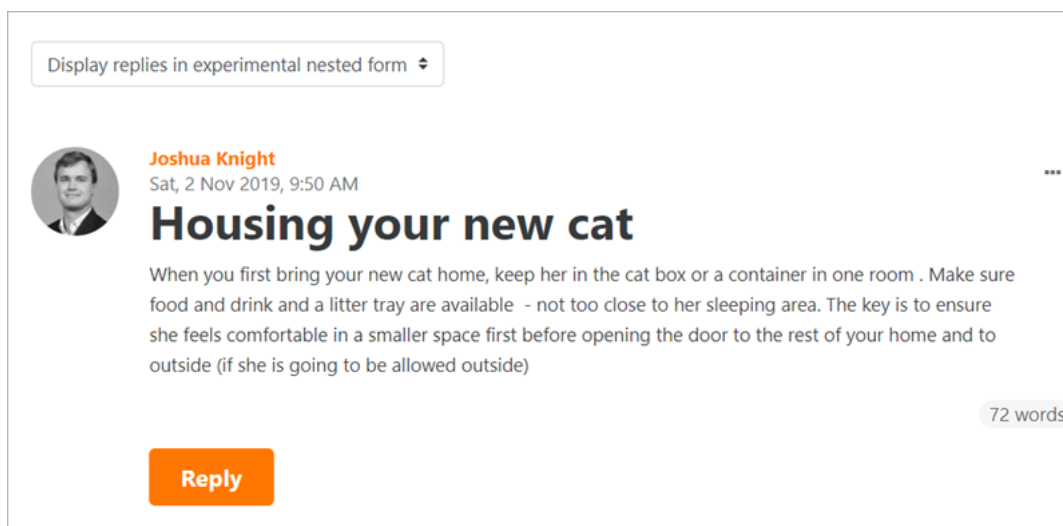 Display replies in experimental nested form
Joshua Knight
Sat, 2 Nov 2019, 9:50 AM
Housing your new cat
When you first bring your new cat home, keep her in the cat box or a container in one room . Make sure
food and drink and a litter tray are available  - not too close to her sleeping area. The key is to ensure
she feels comfortable in a smaller space first before opening the door to the rest of your home and to
outside (if she is going to be allowed outside)
72 words
Reply